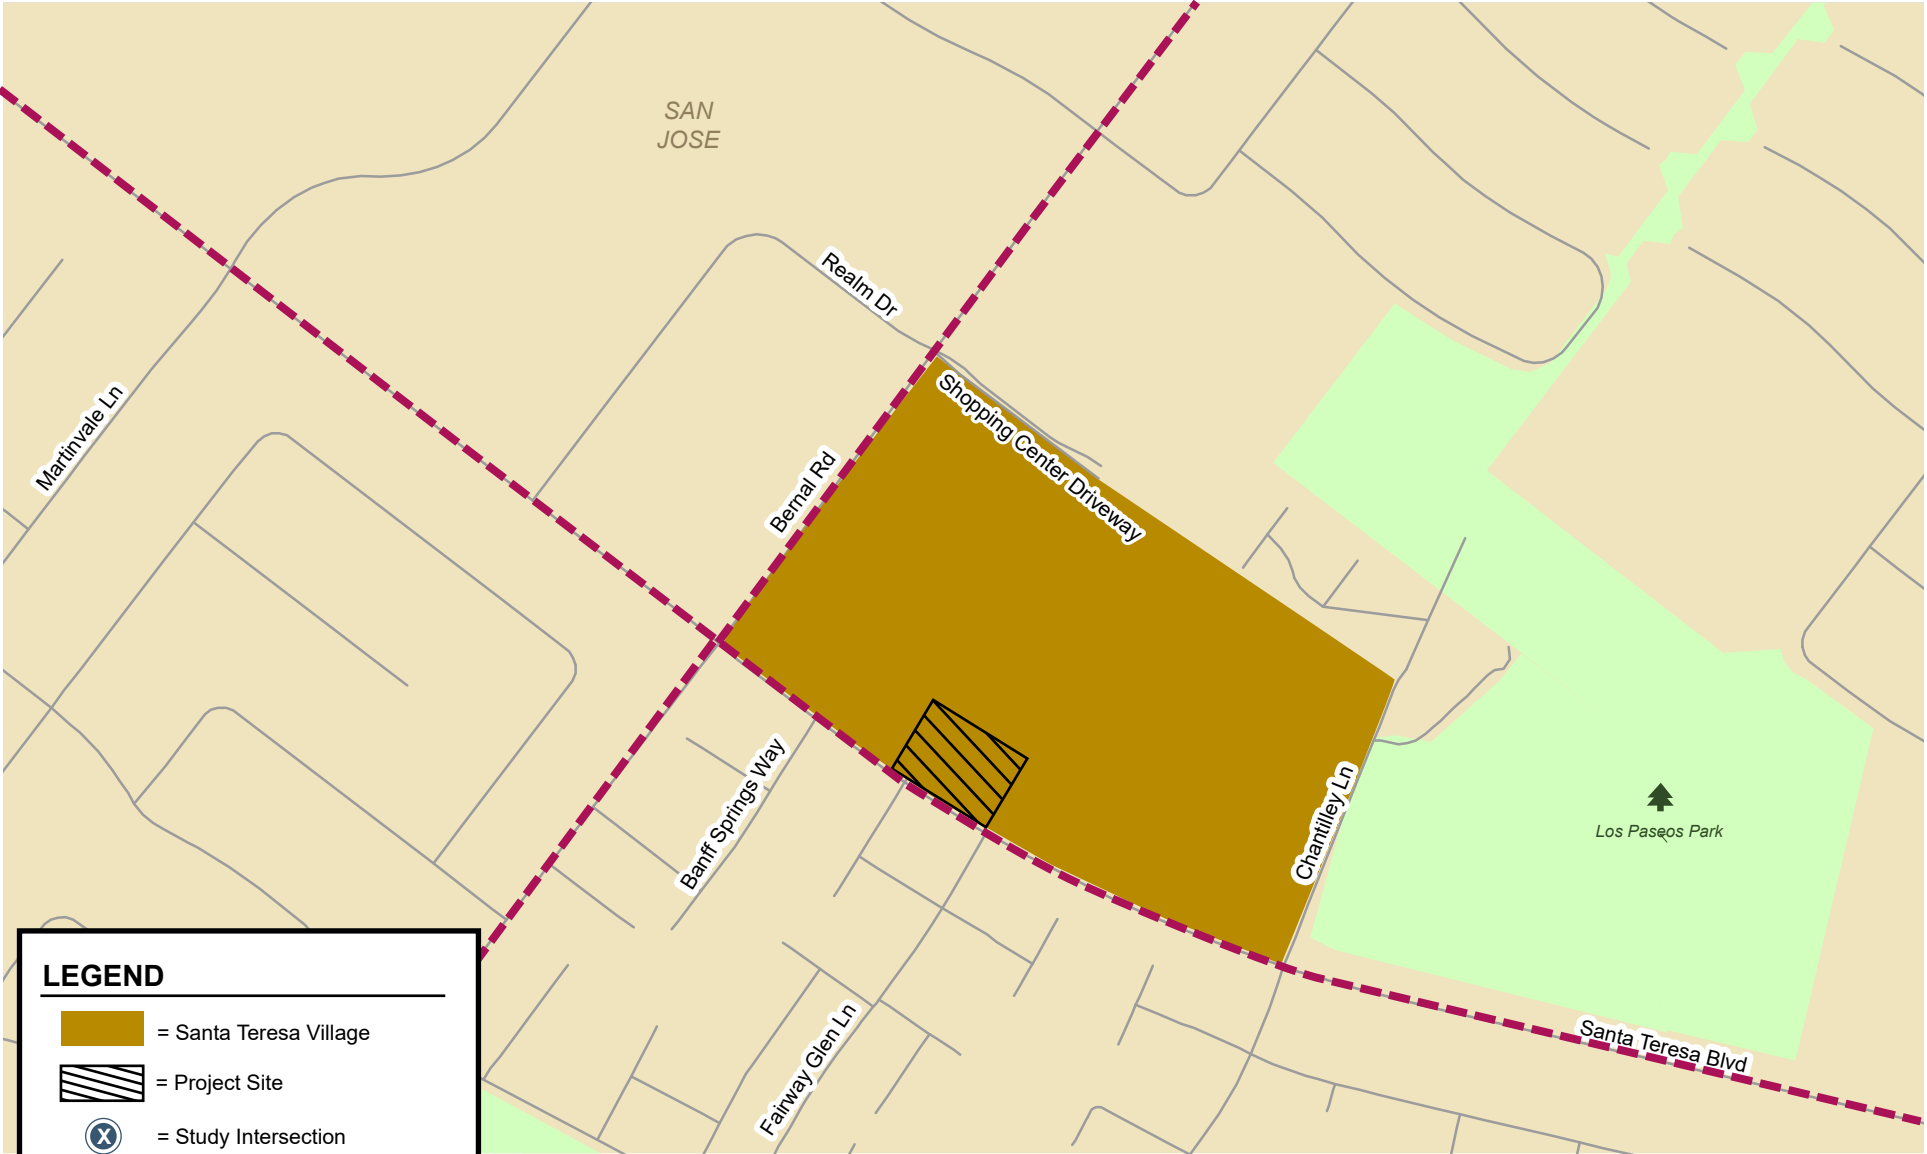 SAN
JOSE
Realm Dr
Shopping Center Driveway
Martinvale Ln
Bernal Rd
Banff Springs Way
Chantilley Ln
Los Paseos Park
Fairway Glen Ln
Santa Teresa Blvd
LEGEND
= Santa Teresa Village
= Project Site
X = Study Intersection